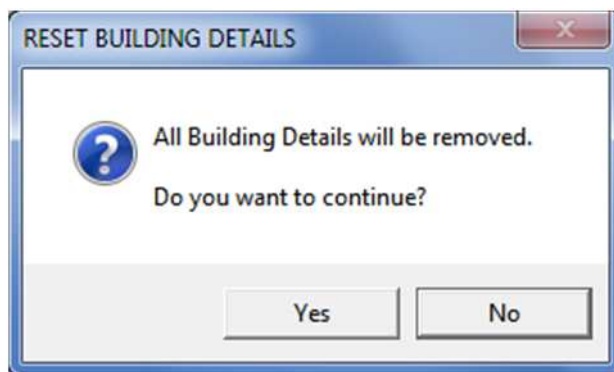 RESET BUILDING DETAILS
All Building Details will be removed.
Do you want to continue?
Yes
No